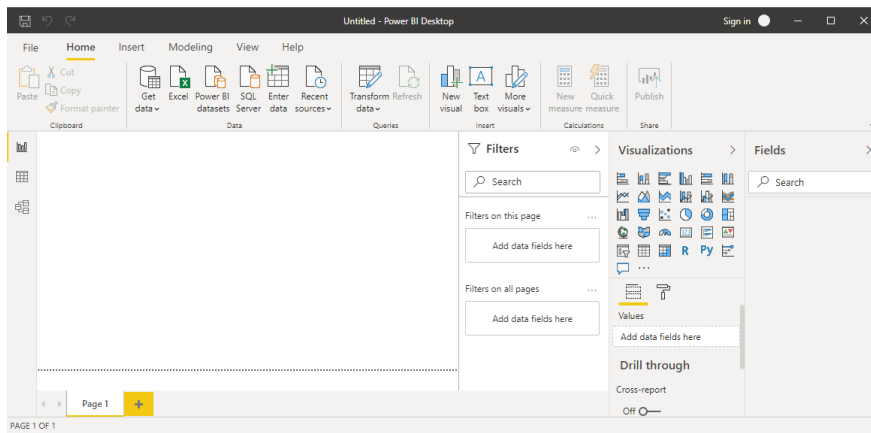 Untitled - Power BI Desktop
Sign in
File Home Insert Modeling View Help
Paste
Cut
Copy
Format painter
Get data
Excel
Power BI datasets
SQL Server
Enter data
Recent sources
Transform data
Refresh
New visual
Text box
More visuals
New measure
Quick measure
Publish
Clipboard
Data
Queries
Insert
Calculations
Share
Filters
Search
Filters on this page
...
Add data fields here
Filters on all pages
...
Add data fields here
Visualizations
R
Py
...
Values
Add data fields here
Drill through
Cross-report
Off
Fields
Search
Page 1
+
PAGE 1 OF 1